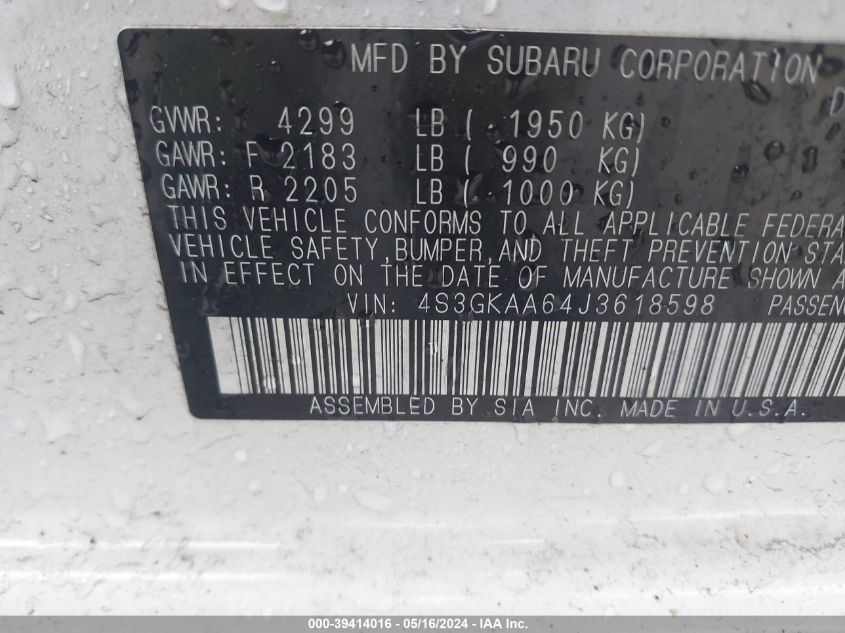 MFD BY SUBARU CORPORATION
GVWR: 4299 LB ( 1950 KG)
GAWR: F 2183 LB ( 990 KG)
GAWR: R 2205 LB ( 1000 KG)
THIS VEHICLE CONFORMS TO ALL APPLICABLE FEDERA
VEHICLE SAFETY, BUMPER, AND THEFT PREVENTION STA
IN EFFECT ON THE DATE OF MANUFACTURE SHOWN A
VIN: 4S3GKAA64J3618598 PASSENG
ASSEMBLED BY SIA INC. MADE IN U.S.A.
000-39414016 - 05/16/2024 - IAA Inc.